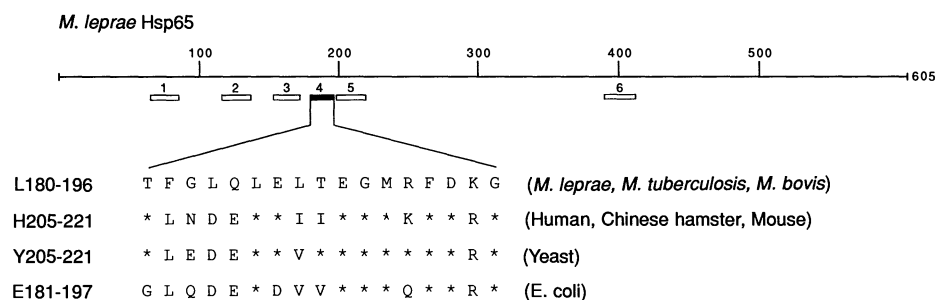 M. leprae Hsp65
100 200 300 400 500
605
1 2 3 4 5 6
L180-196 T F G L Q L E L T E G M R F D K G (M. leprae, M. tuberculosis, M. bovis)
H205-221 * L N D E * * I I * * * K * * R * (Human, Chinese hamster, Mouse)
Y205-221 * L E D E * * V * * * * * * * R * (Yeast)
E181-197 G L Q D E * D V V * * * Q * * R * (E. coli)